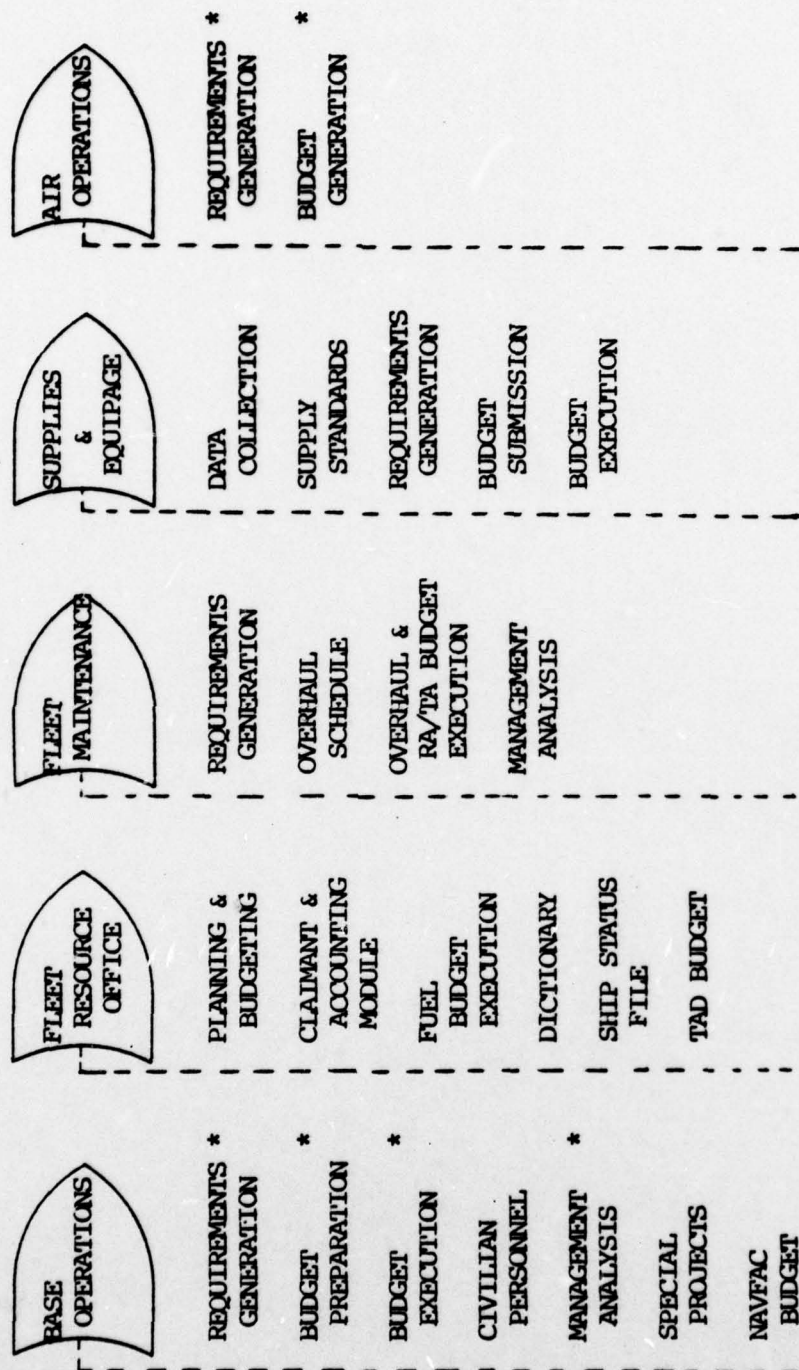 BASE
OPERATIONS
REQUIREMENTS *
GENERATION
BUDGET *
PREPARATION
BUDGET *
EXECUTION
CIVILIAN
PERSONNEL
MANAGEMENT *
ANALYSIS
SPECIAL
PROJECTS
NAVFAC
BUDGET
FLEET
RESOURCE
OFFICE
PLANNING &
BUDGETING
CLAIMANT &
ACCOUNTING
MODULE
FUEL
BUDGET
EXECUTION
DICTIONARY
SHIP STATUS
FILE
TAD BUDGET
FLEET
MAINTENANCE
REQUIREMENTS
GENERATION
OVERHAUL
SCHEDULE
OVERHAUL &
RA/TA BUDGET
EXECUTION
MANAGEMENT
ANALYSIS
SUPPLIES
&
EQUIPAGE
DATA
COLLECTION
SUPPLY
STANDARDS
REQUIREMENTS
GENERATION
BUDGET
SUBMISSION
BUDGET
EXECUTION
AIR
OPERATIONS
REQUIREMENTS *
GENERATION
BUDGET *
GENERATION